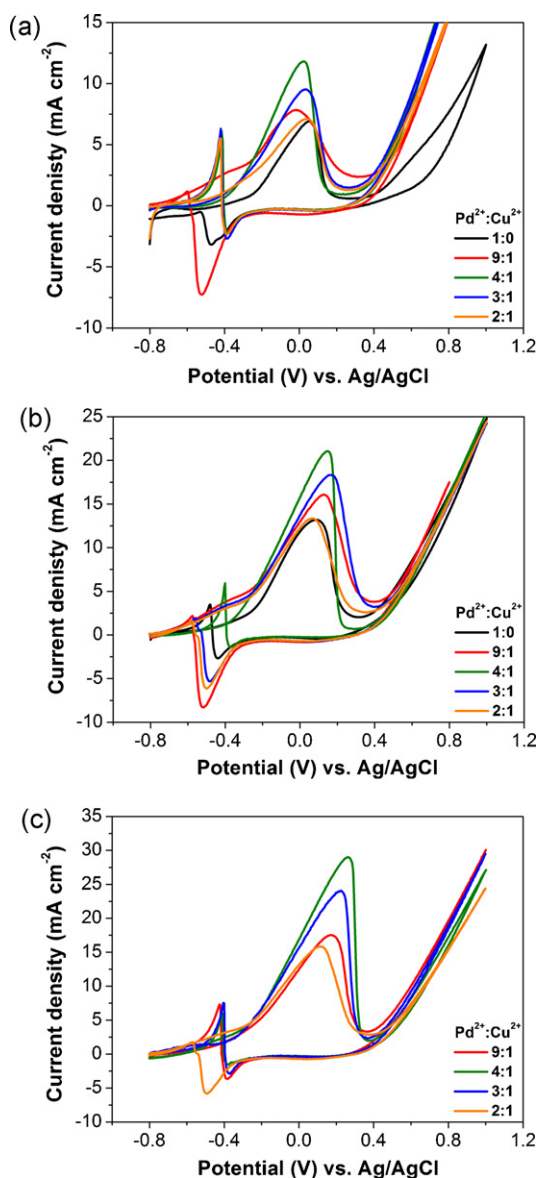 (a)
15
10
5
0
-5
-10
Current denisty (mA cm⁻²)
Pd²⁺:Cu²⁺
1:0
9:1
4:1
3:1
2:1
-0.8 -0.4 0.0 0.4 0.8 1.2
Potential (V) vs. Ag/AgCl
(b)
25
20
15
10
5
0
-5
-10
Current denisty (mA cm⁻²)
Pd²⁺:Cu²⁺
1:0
9:1
4:1
3:1
2:1
-0.8 -0.4 0.0 0.4 0.8 1.2
Potential (V) vs. Ag/AgCl
(c)
35
30
25
20
15
10
5
0
-5
-10
Current density (mA cm⁻²)
Pd²⁺:Cu²⁺
9:1
4:1
3:1
2:1
-0.8 -0.4 0.0 0.4 0.8 1.2
Potential (V) vs. Ag/AgCl